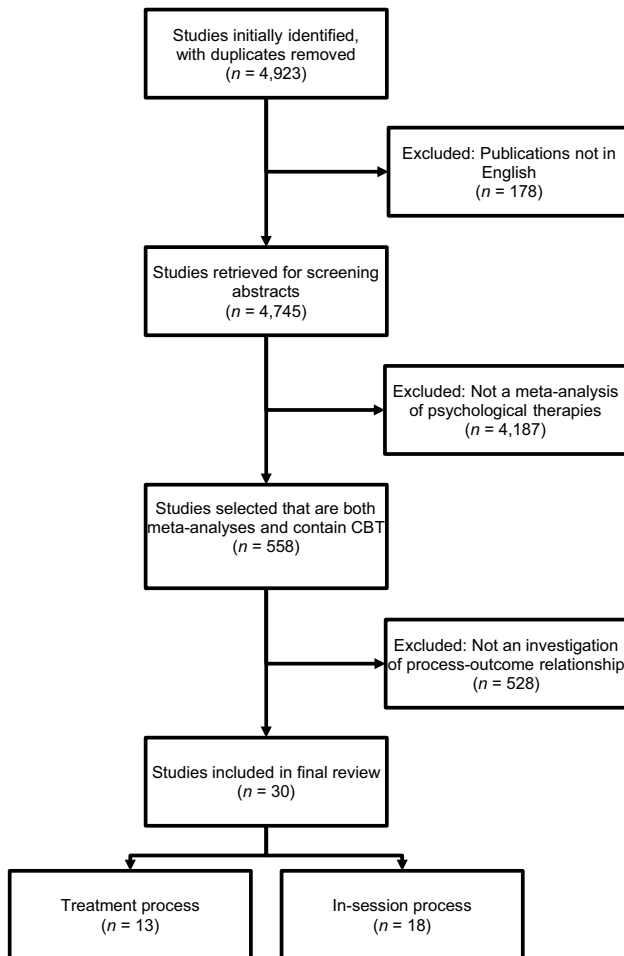 Studies initially identified,
with duplicates removed
(n = 4,923)
Excluded: Publications not in
English
(n = 178)
Studies retrieved for screening
abstracts
(n = 4,745)
Excluded: Not a meta-analysis
of psychological therapies
(n = 4,187)
Studies selected that are both
meta-analyses and contain CBT
(n = 558)
Excluded: Not an investigation
of process-outcome relationship
(n = 528)
Studies included in final review
(n = 30)
Treatment process
(n = 13)
In-session process
(n = 18)